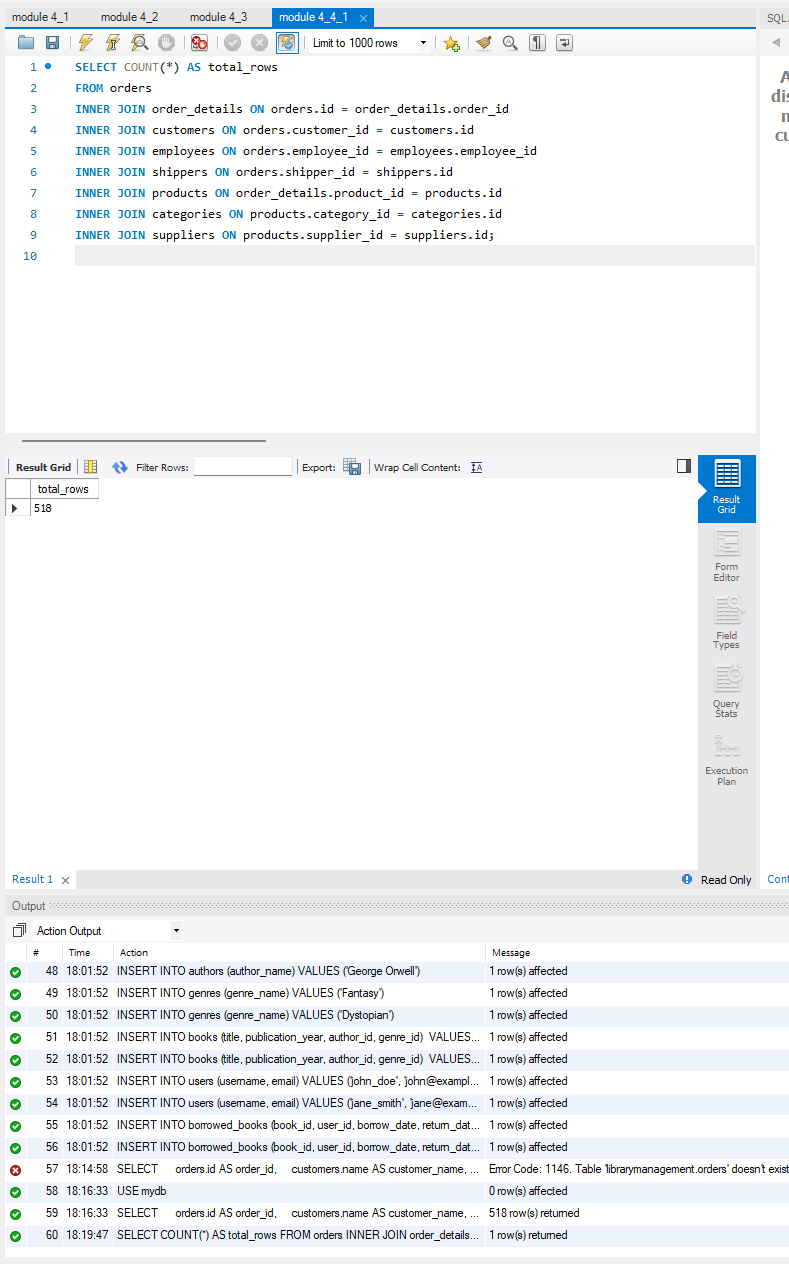 module 4_1 module 4_2 module 4_3 module 4_4_1
Limit to 1000 rows
1 SELECT COUNT(*) AS total_rows
2 FROM orders
3 INNER JOIN order_details ON orders.id = order_details.order_id
4 INNER JOIN customers ON orders.customer_id = customers.id
5 INNER JOIN employees ON orders.employee_id = employees.employee_id
6 INNER JOIN shippers ON orders.shipper_id = shippers.id
7 INNER JOIN products ON order_details.product_id = products.id
8 INNER JOIN categories ON products.category_id = categories.id
9 INNER JOIN suppliers ON products.supplier_id = suppliers.id;
10
Result Grid Filter Rows: Export: Wrap Cell Content:
total_rows
518
Result
Grid
Form
Editor
Field
Types
Query
Stats
Execution
Plan
Result 1 Read Only
Output
Action Output
# Time Action Message
48 18:01:52 INSERT INTO authors (author_name) VALUES ('George Orwell') 1 row(s) affected
49 18:01:52 INSERT INTO genres (genre_name) VALUES ('Fantasy') 1 row(s) affected
50 18:01:52 INSERT INTO genres (genre_name) VALUES ('Dystopian') 1 row(s) affected
51 18:01:52 INSERT INTO books (title, publication_year, author_id, genre_id) VALUES... 1 row(s) affected
52 18:01:52 INSERT INTO books (title, publication_year, author_id, genre_id) VALUES... 1 row(s) affected
53 18:01:52 INSERT INTO users (username, email) VALUES ('john_doe', 'john@exampl... 1 row(s) affected
54 18:01:52 INSERT INTO users (username, email) VALUES ('jane_smith', 'jane@exam... 1 row(s) affected
55 18:01:52 INSERT INTO borrowed_books (book_id, user_id, borrow_date, return_dat... 1 row(s) affected
56 18:01:52 INSERT INTO borrowed_books (book_id, user_id, borrow_date, return_dat... 1 row(s) affected
57 18:14:58 SELECT orders.id AS order_id, customers.name AS customer_name, ... Error Code: 1146. Table 'librarymanagement.orders' doesn't exist
58 18:16:33 USE mydb 0 row(s) affected
59 18:16:33 SELECT orders.id AS order_id, customers.name AS customer_name, ... 518 row(s) returned
60 18:19:47 SELECT COUNT(*) AS total_rows FROM orders INNER JOIN order_details... 1 row(s) returned